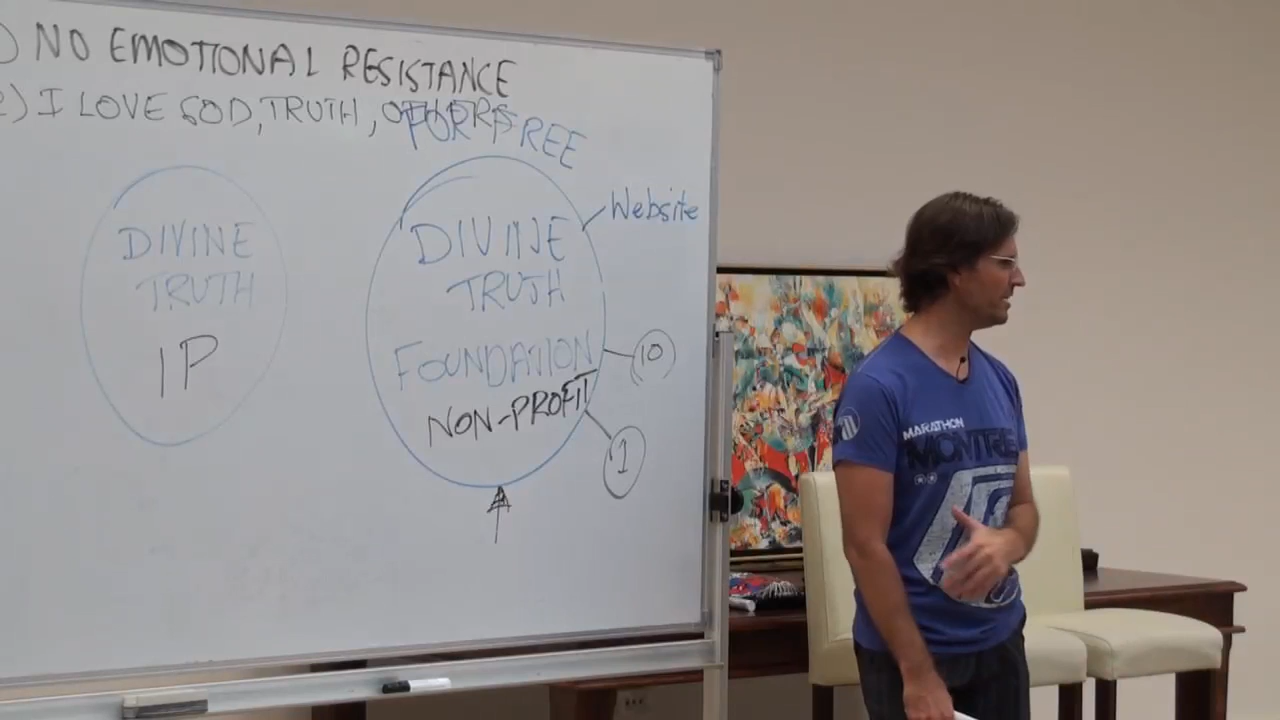 ) NO EMOTIONAL RESISTANCE
2) I LOVE GOD, TRUTH, OTHERS
FOR FREE
DIVINE
TRUTH
IP
DIVINE
TRUTH
FOUNDATION
NON-PROFIT
Website
10
1
MARATHON